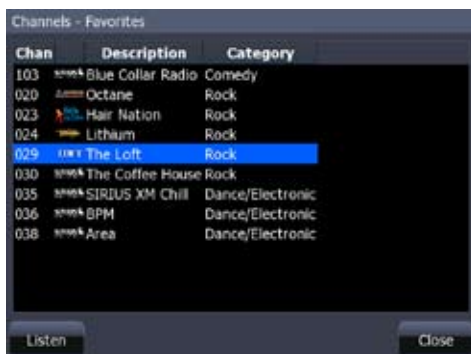 Channels - Favorites
Chan Description Category
103 Blue Collar Radio Comedy
020 Octane Rock
023 Hair Nation Rock
024 Lithium Rock
029 The Loft Rock
030 The Coffee House Rock
035 SIRIUS XM Chill Dance/Electronic
036 BPM Dance/Electronic
038 Area Dance/Electronic
Listen Close